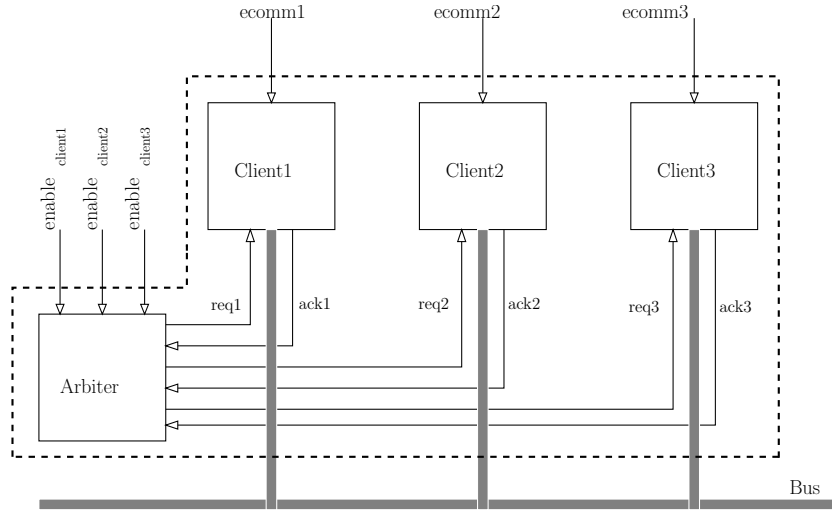 ecomm1 ecomm2 ecomm3
enable client1
enable client2
enable client3
Client1 Client2 Client3
req1 ack1 req2 ack2 req3 ack3
Arbiter
Bus